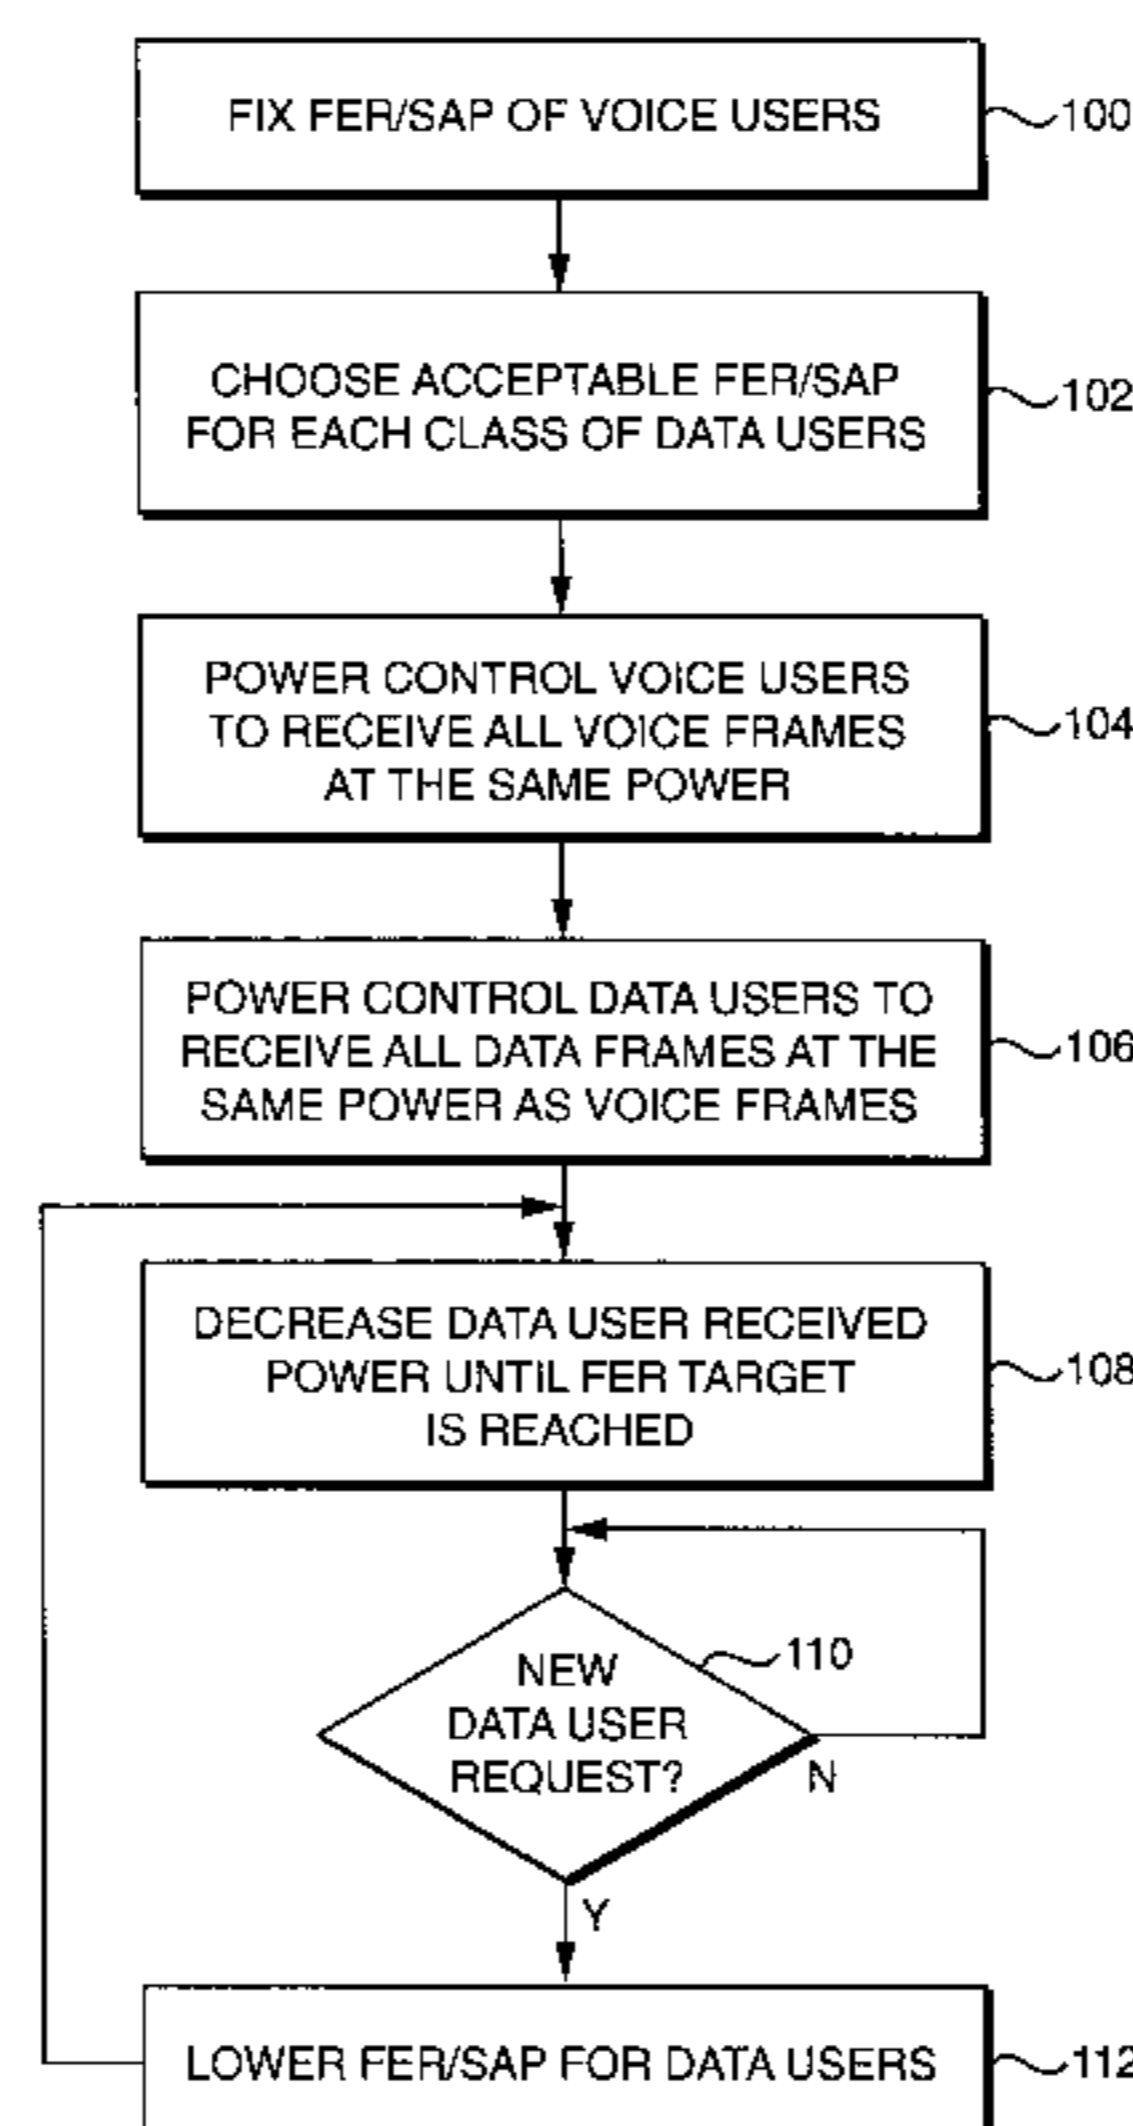 FIX FER/SAP OF VOICE USERS
100
CHOOSE ACCEPTABLE FER/SAP
FOR EACH CLASS OF DATA USERS
102
POWER CONTROL VOICE USERS
TO RECEIVE ALL VOICE FRAMES
AT THE SAME POWER
104
POWER CONTROL DATA USERS TO
RECEIVE ALL DATA FRAMES AT THE
SAME POWER AS VOICE FRAMES
106
DECREASE DATA USER RECEIVED
POWER UNTIL FER TARGET
IS REACHED
108
NEW
DATA USER
REQUEST?
110
N
Y
LOWER FER/SAP FOR DATA USERS
112